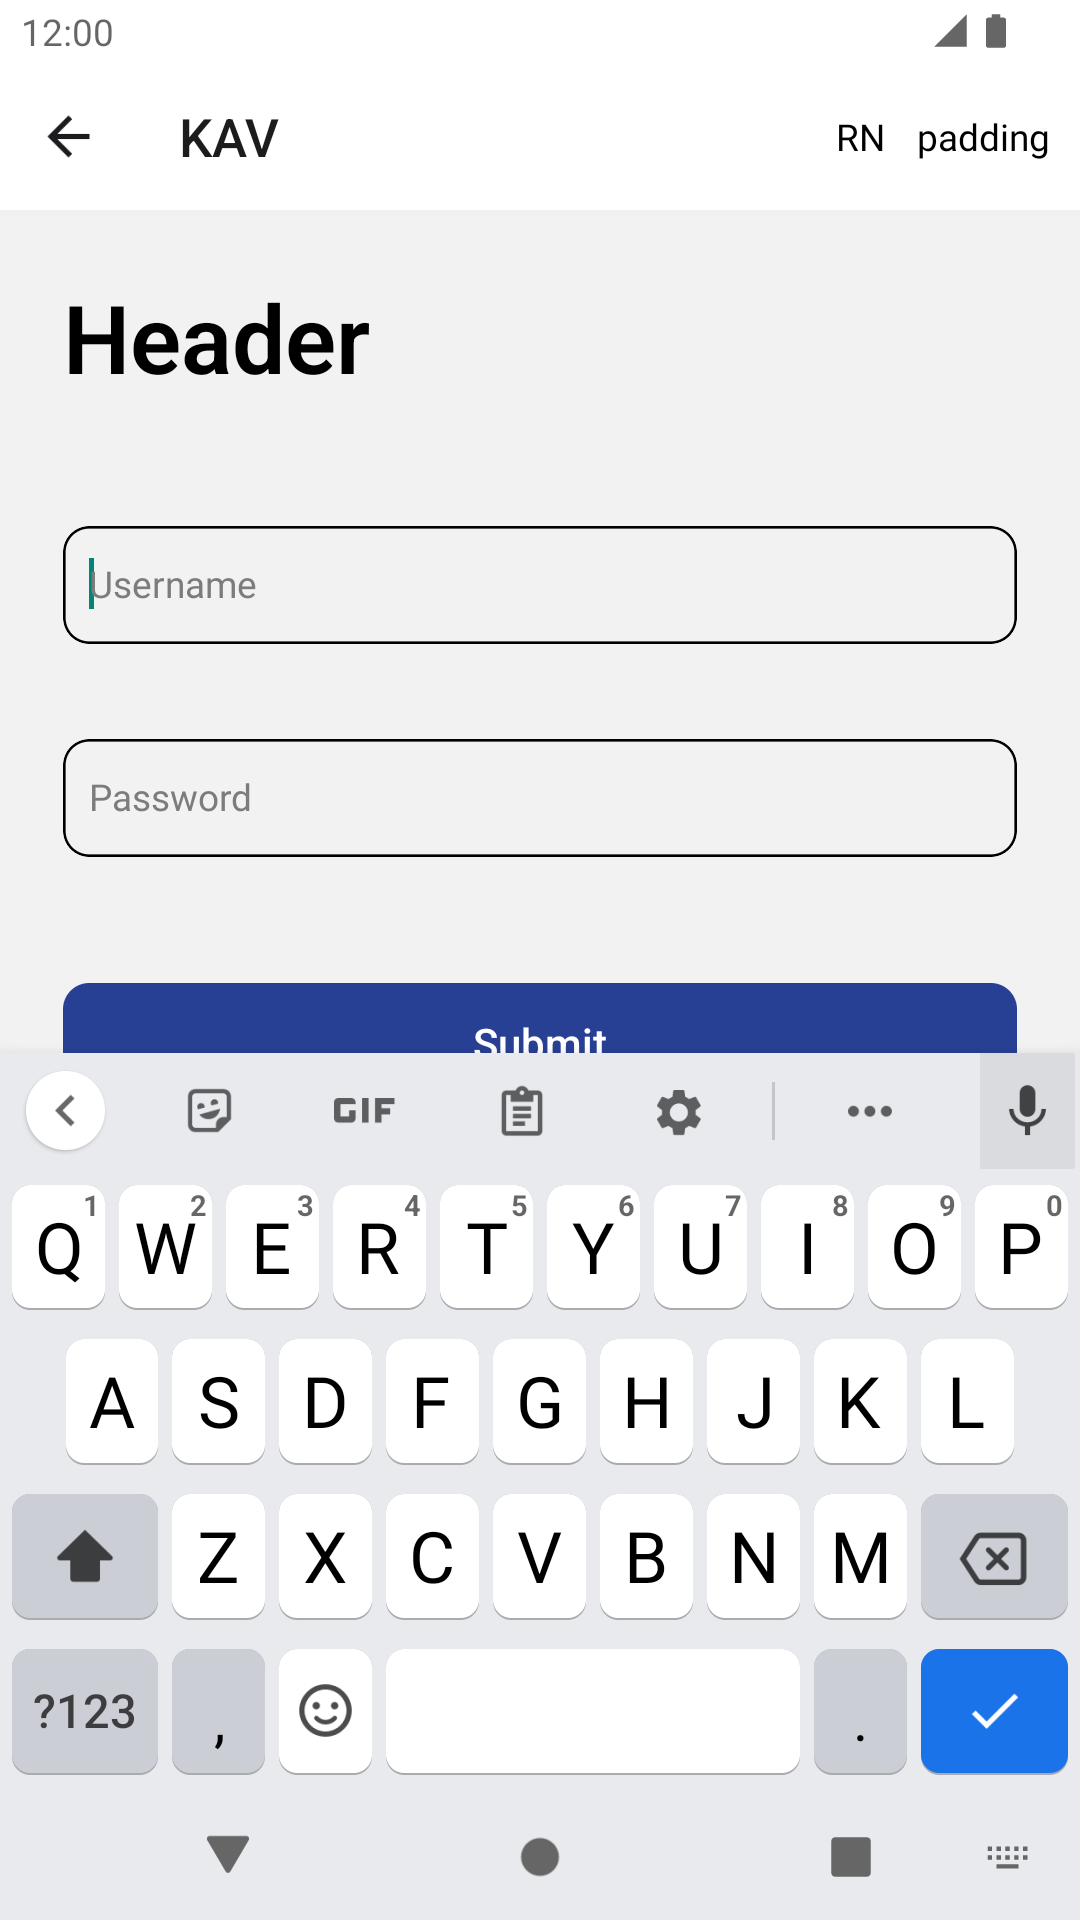 12:00
KAV RN padding
Header
Username
Password
Submit
GIF
1 2 3 4 5 6 7 8 9 0
Q W E R T Y U I O P
A S D F G H J K L
Z X C V B N M
?123 , .